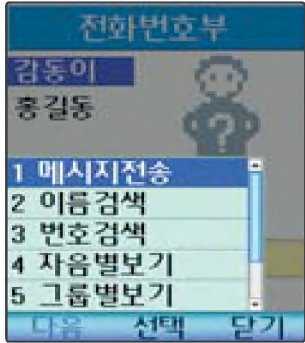 전화번호부
감동이
홍길동
?
1 메시지전송
2 이름검색
3 번호검색
4 자음별보기
5 그룹별보기
다음 선택 닫기